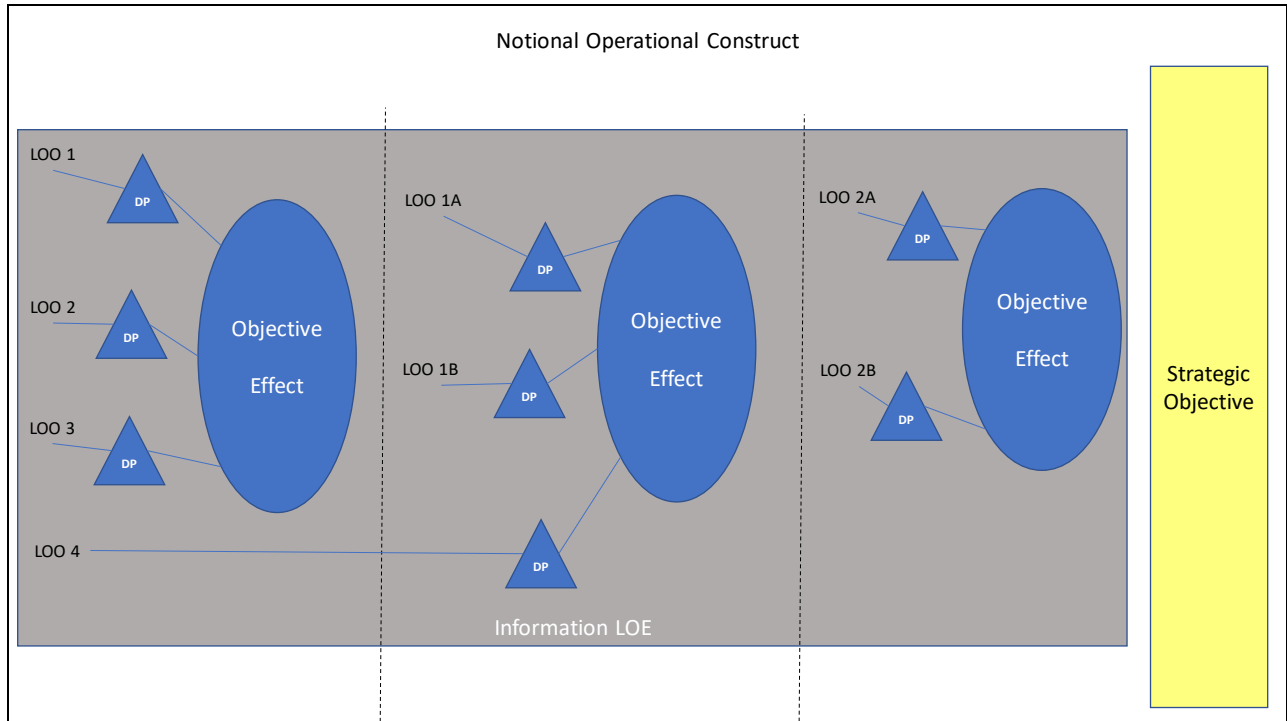 Notional Operational Construct
LOO 1
DP
LOO 2
DP
LOO 3
DP
LOO 4
Objective
Effect
LOO 1A
DP
LOO 1B
DP
DP
Objective
Effect
LOO 2A
DP
LOO 2B
DP
Objective
Effect
Information LOE
Strategic
Objective